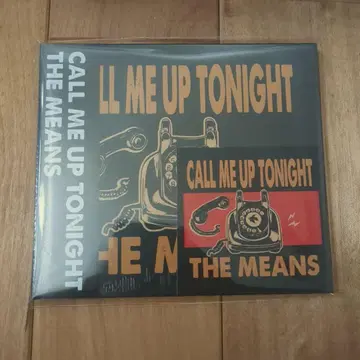 CALL ME UP TONIGHT
THE MEANS
LL ME UP TONIGHT
HE M
CALL ME UP TONIGHT
THE MEANS